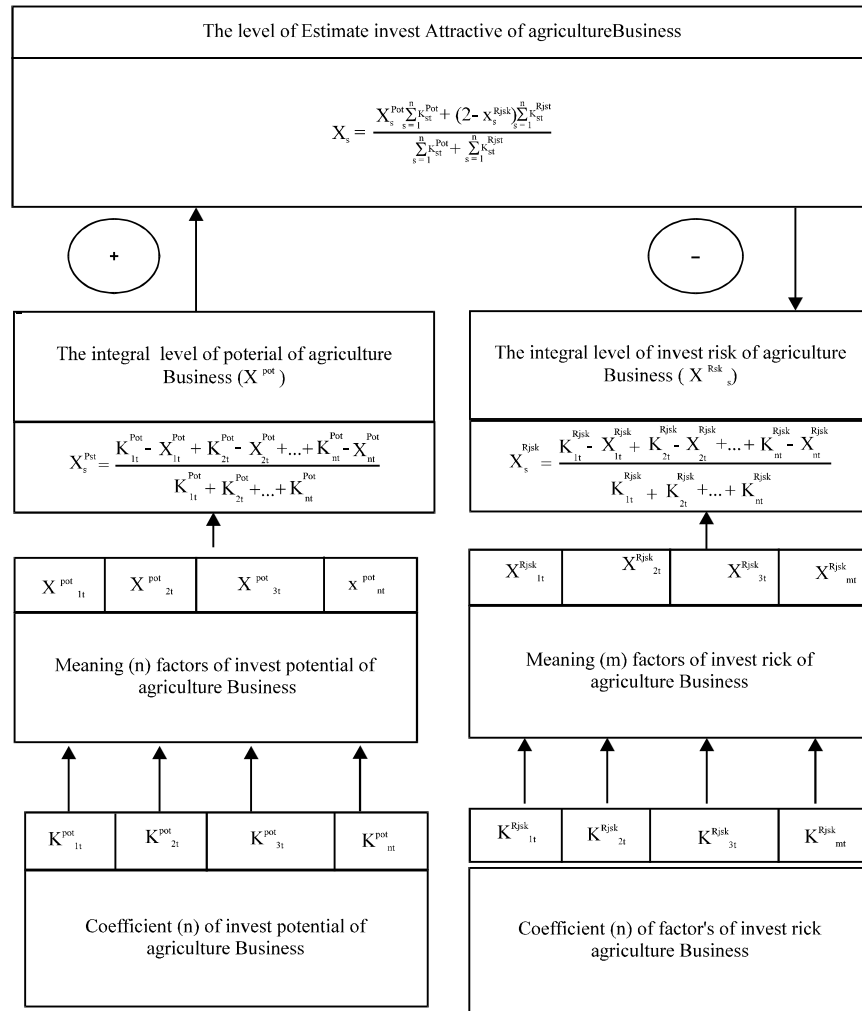 The level of Estimate invest Attractive of agricultureBusiness
X_s = (X_s^Pot ∑_{s=1}^n K_st^Pot + (2- x_s^Rjsk) ∑_{s-1}^n K_st^Rjst) / (∑_{s=1}^n K_st^Pot + ∑_{s=1}^n K_st^Rjst)
+
–
The integral level of poterial of agriculture
Business (X^pot)
X_s^Pst = (K_1t^Pot - X_1t^Pot + K_2t^Pot - X_2t^Pot +...+ K_nt^Pot - X_nt^Pot) / (K_1t^Pot + K_2t^Pot +...+ K_nt^Pot)
X^pot_1t X^pot_2t X^pot_3t x^pot_nt
Meaning (n) factors of invest potential of
agriculture Business
K^pot_1t K^pot_2t K^pot_3t K^pot_nt
Coefficient (n) of invest potential of
agriculture Business
The integral level of invest risk of agriculture
Business ( X^Rsk_s)
X_s^Rjsk = (K_1t^Rjsk - X_1t^Rjsk + K_2t^Rjsk - X_2t^Rjsk +...+ K_nt^Rjsk - X_nt^Rjsk) / (K_1t^Rjsk + K_2t^Rjsk +...+ K_nt^Rjsk)
X^Rjsk_1t X^Rjsk_2t X^Rjsk_3t X^Rjsk_mt
Meaning (m) factors of invest rick of
agriculture Business
K^Rjsk_1t K^Rjsk_2t K^Rjsk_3t K^Rjsk_mt
Coefficient (n) of factor's of invest rick
agriculture Business